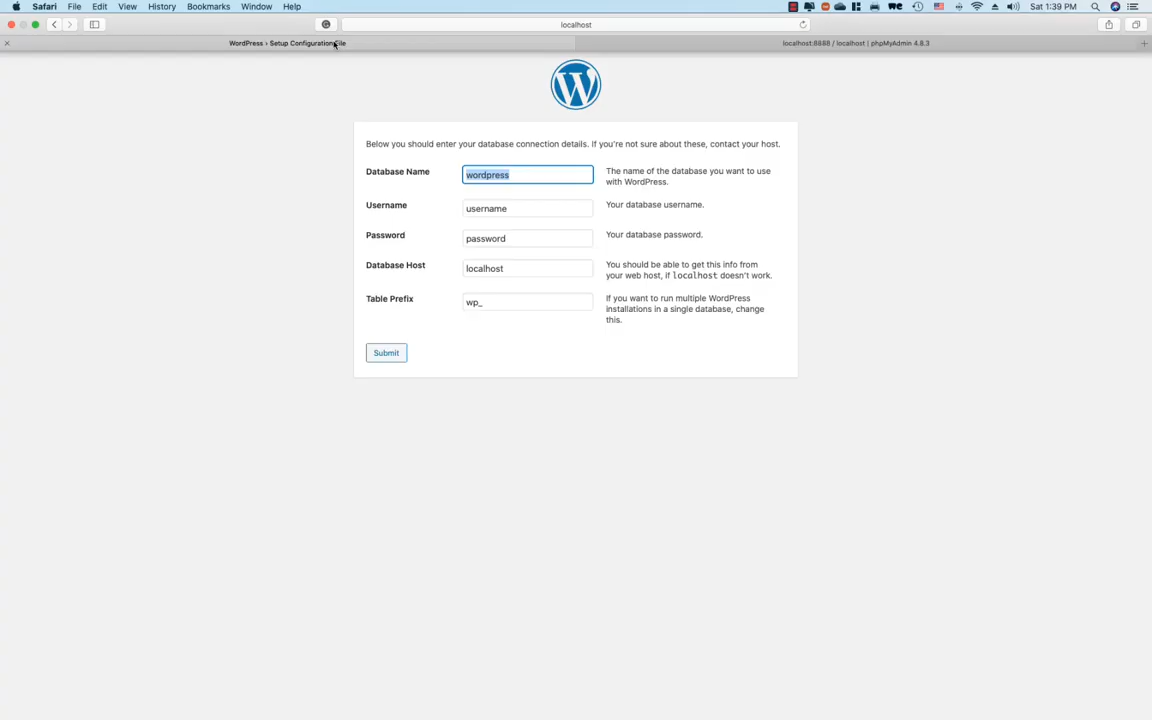 Safari File Edit View History Bookmarks Window Help Sat 1:39 PM
localhost
WordPress › Setup Configuration File localhost:8888 / localhost | phpMyAdmin 4.8.3
Below you should enter your database connection details. If you're not sure about these, contact your host.
Database Name wordpress The name of the database you want to use
with WordPress.
Username username Your database username.
Password password Your database password.
Database Host localhost You should be able to get this info from
your web host, if localhost doesn't work.
Table Prefix wp_ If you want to run multiple WordPress
installations in a single database, change
this.
Submit